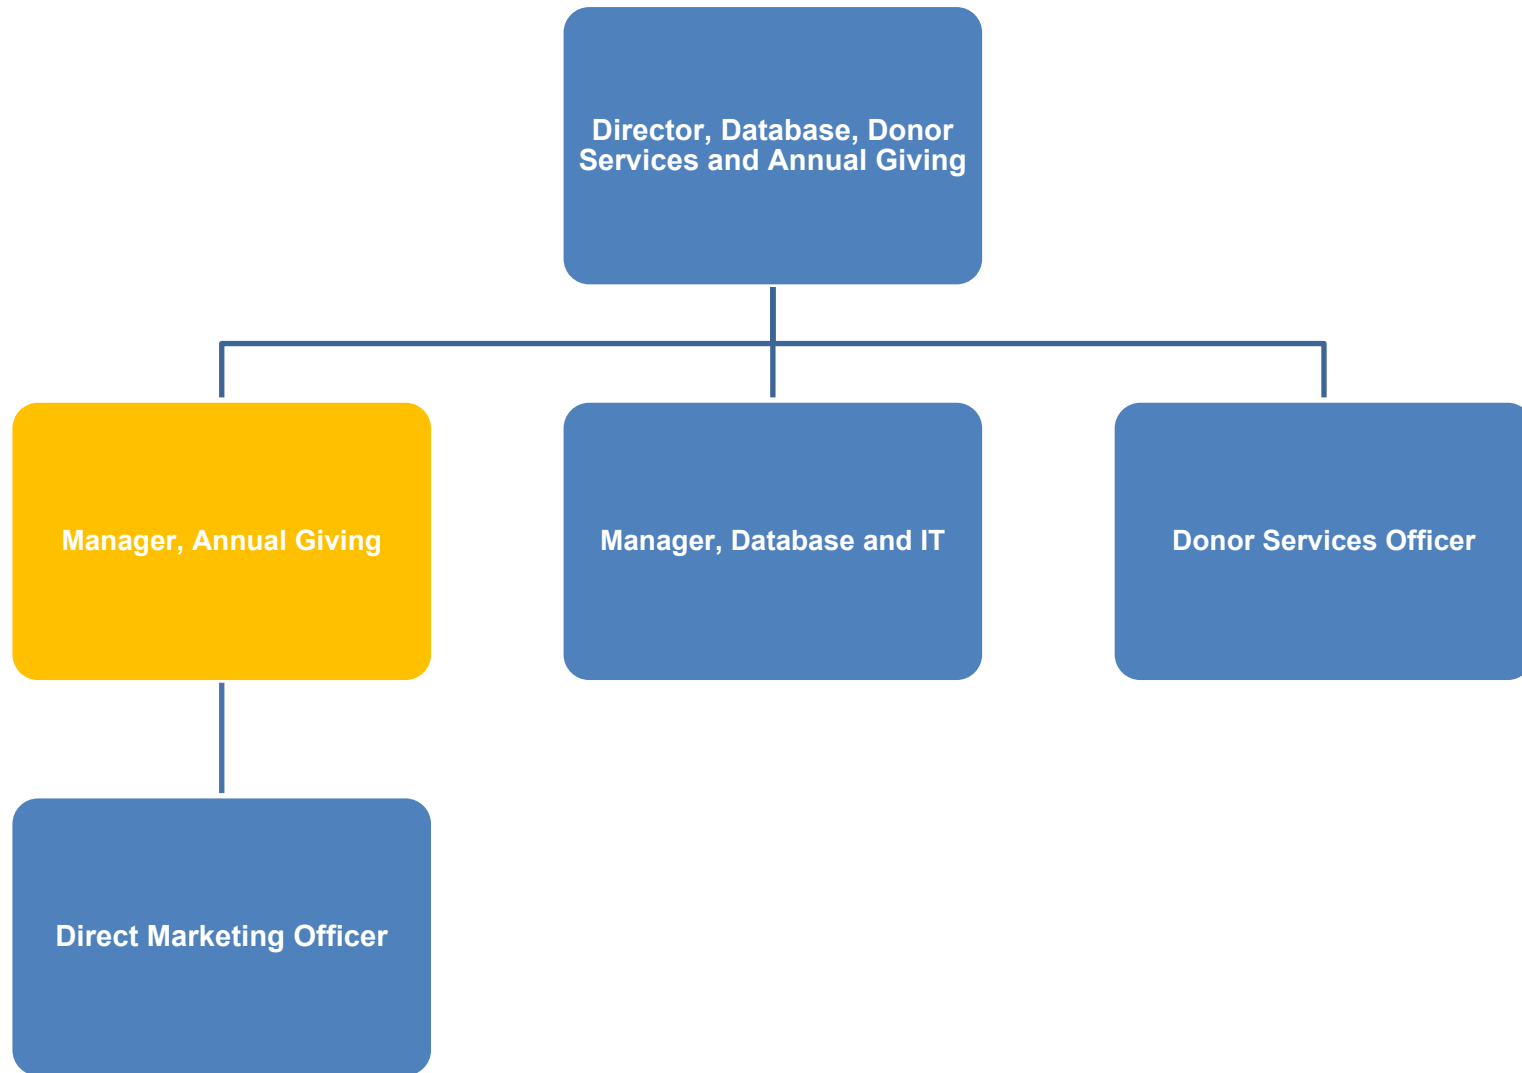 Director, Database, Donor
Services and Annual Giving
Manager, Annual Giving
Manager, Database and IT
Donor Services Officer
Direct Marketing Officer